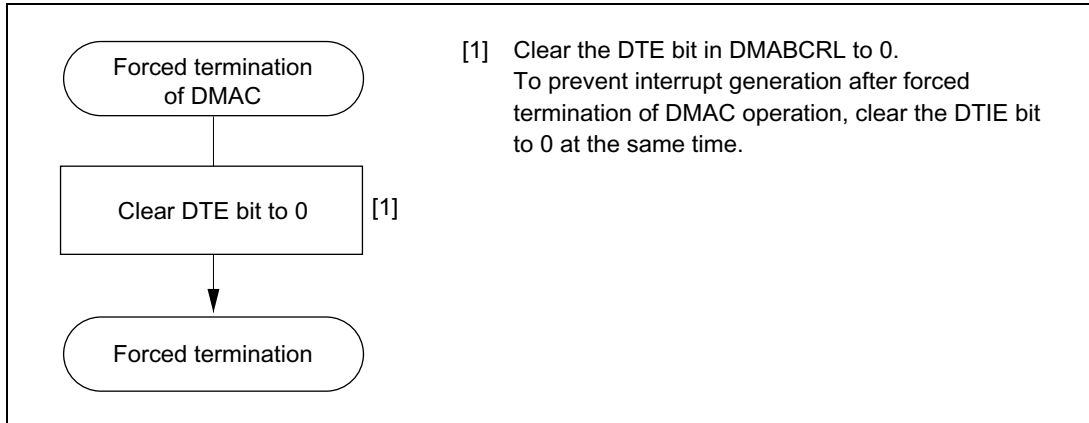 Forced termination
of DMAC
Clear DTE bit to 0
[1]
Forced termination
[1] Clear the DTE bit in DMABCRL to 0.
To prevent interrupt generation after forced
termination of DMAC operation, clear the DTIE bit
to 0 at the same time.